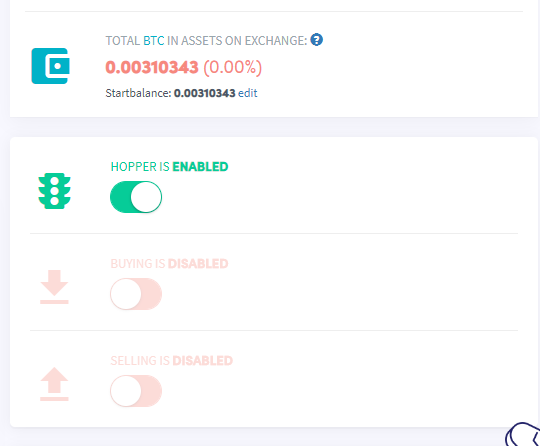 TOTAL BTC IN ASSETS ON EXCHANGE: ?
0.00310343 (0.00%)
Startbalance: 0.00310343 edit
HOPPER IS ENABLED
BUYING IS DISABLED
SELLING IS DISABLED